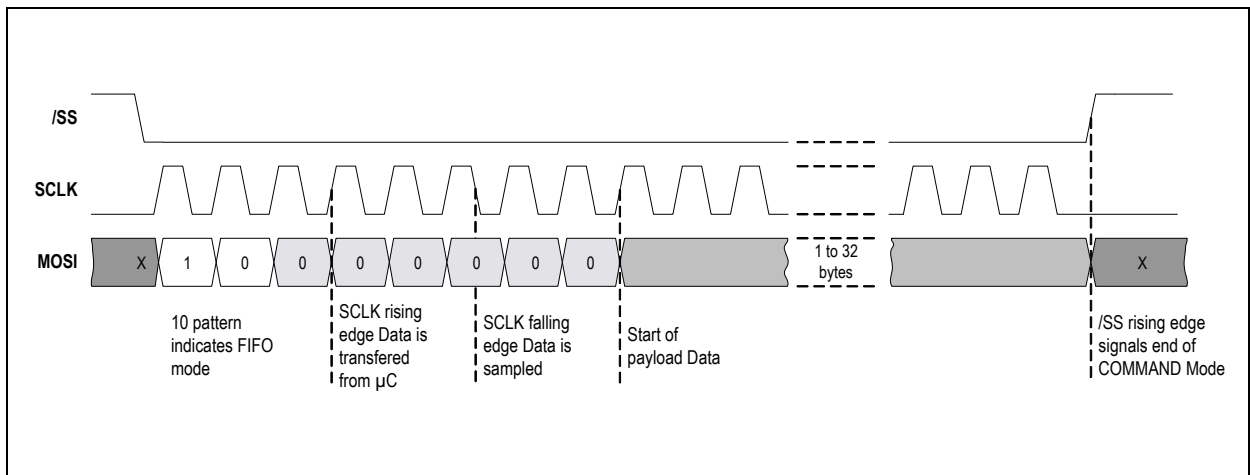 /SS
SCLK
MOSI
X 1 0 0 0 0 0 0 0 X
1 to 32
bytes
10 pattern
indicates FIFO
mode
SCLK rising
edge Data is
transfered
from µC
SCLK falling
edge Data is
sampled
Start of
payload Data
/SS rising edge
signals end of
COMMAND Mode